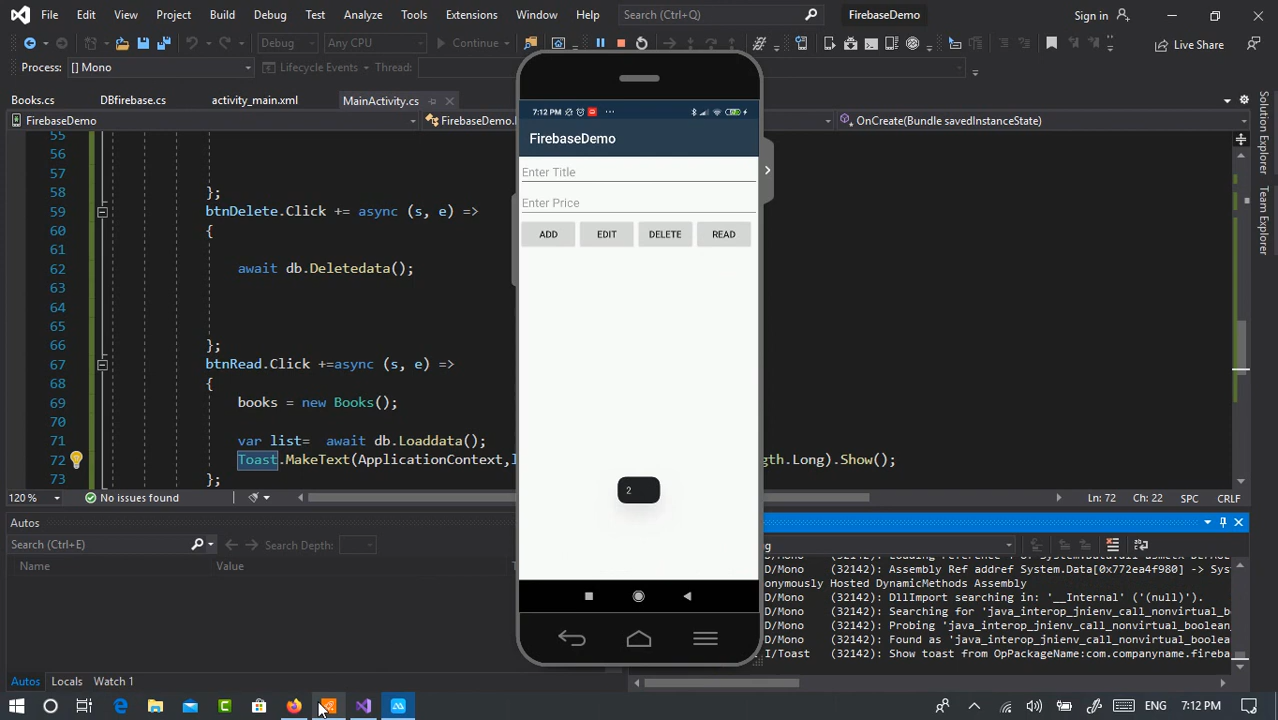 File Edit View Project Build Debug Test Analyze Tools Extensions Window Help Search (Ctrl+Q) FirebaseDemo Sign in
Debug Any CPU Continue Live Share
Process: [] Mono Lifecycle Events Thread:
Books.cs DBfirebase.cs activity_main.xml MainActivity.cs
FirebaseDemo FirebaseDemo. OnCreate(Bundle savedInstanceState)
55
56
57
58 };
59 btnDelete.Click += async (s, e) =>
60 {
61
62 await db.Deletedata();
63
64
65
66 };
67 btnRead.Click +=async (s, e) =>
68 {
69 books = new Books();
70
71 var list= await db.Loaddata();
72 Toast.MakeText(ApplicationContext, gth.Long).Show();
73 };
120 % No issues found Ln: 72 Ch: 22 SPC CRLF
Autos
Search (Ctrl+E) Search Depth:
Name Value
Autos Locals Watch 1
7:12 PM
FirebaseDemo
Enter Title
Enter Price
ADD EDIT DELETE READ
2
D/Mono (32142): Assembly Ref addref System.Data[0x772ea4f980] -> Sys
onymously Hosted DynamicMethods Assembly
D/Mono (32142): DllImport searching in: '__Internal' ('(null)').
D/Mono (32142): Searching for 'java_interop_jnienv_call_nonvirtual_b
D/Mono (32142): Probing 'java_interop_jnienv_call_nonvirtual_boolean
D/Mono (32142): Found as 'java_interop_jnienv_call_nonvirtual_boolean
I/Toast (32142): Show toast from OpPackageName:com.companyname.fireba
Solution Explorer
Team Explorer
ENG 7:12 PM